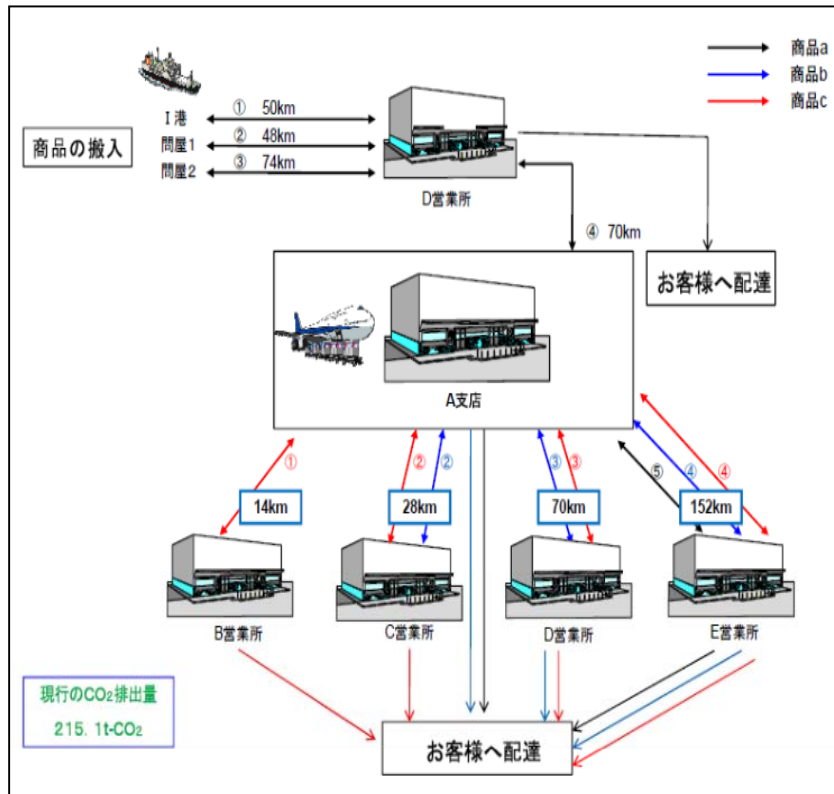 商品a
商品b
商品c
① 50km
I 港
② 48km
問屋1
③ 74km
問屋2
商品の搬入
D営業所
④ 70km
お客様へ配達
A支店
①
②
②
③
③
⑤
④
④
14km
28km
70km
152km
B営業所
C営業所
D営業所
E営業所
現行のCO₂排出量
215. 1t-CO₂
お客様へ配達